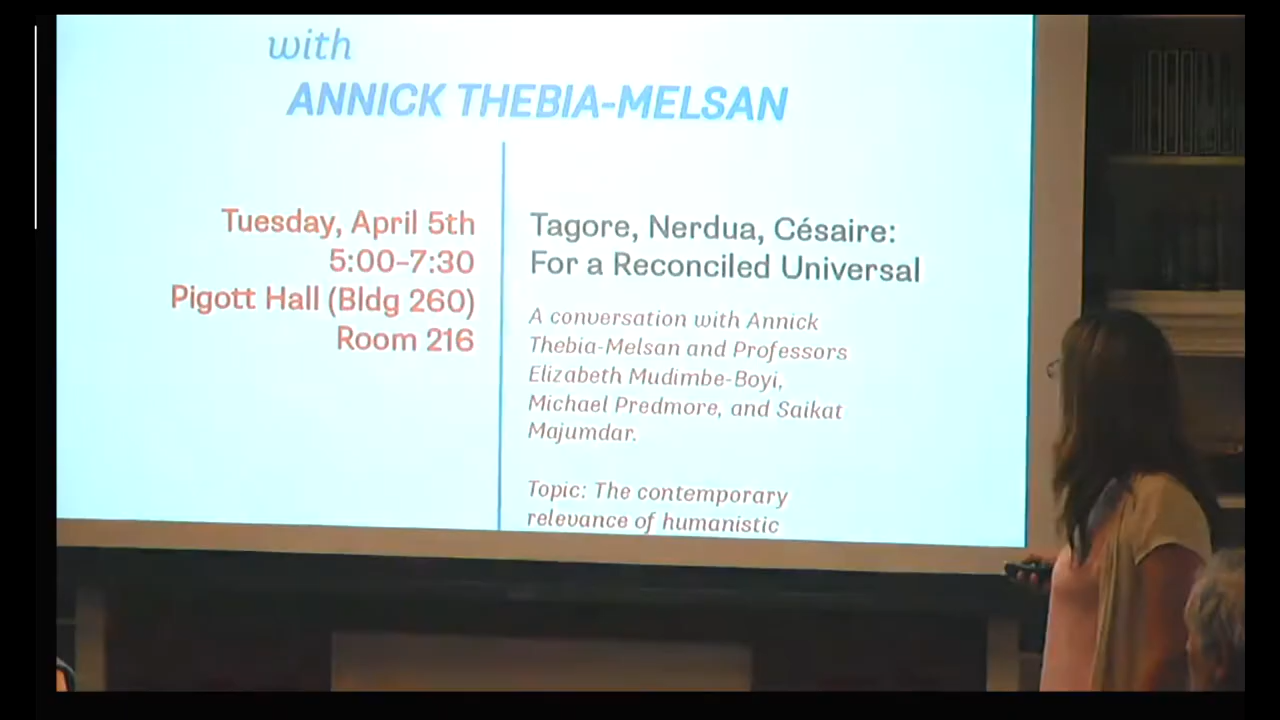 with
ANNICK THEBIA-MELSAN
Tuesday, April 5th
5:00–7:30
Pigott Hall (Bldg 260)
Room 216
Tagore, Nerdua, Césaire:
For a Reconciled Universal
A conversation with Annick
Thebia-Melsan and Professors
Elizabeth Mudimbe-Boyi,
Michael Predmore, and Saikat
Majumdar.
Topic: The contemporary
relevance of humanistic